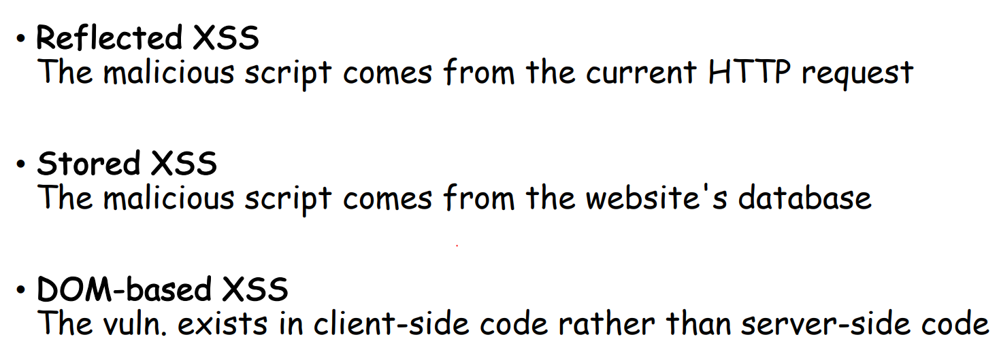 • Reflected XSS
The malicious script comes from the current HTTP request
• Stored XSS
The malicious script comes from the website's database
• DOM-based XSS
The vuln. exists in client-side code rather than server-side code